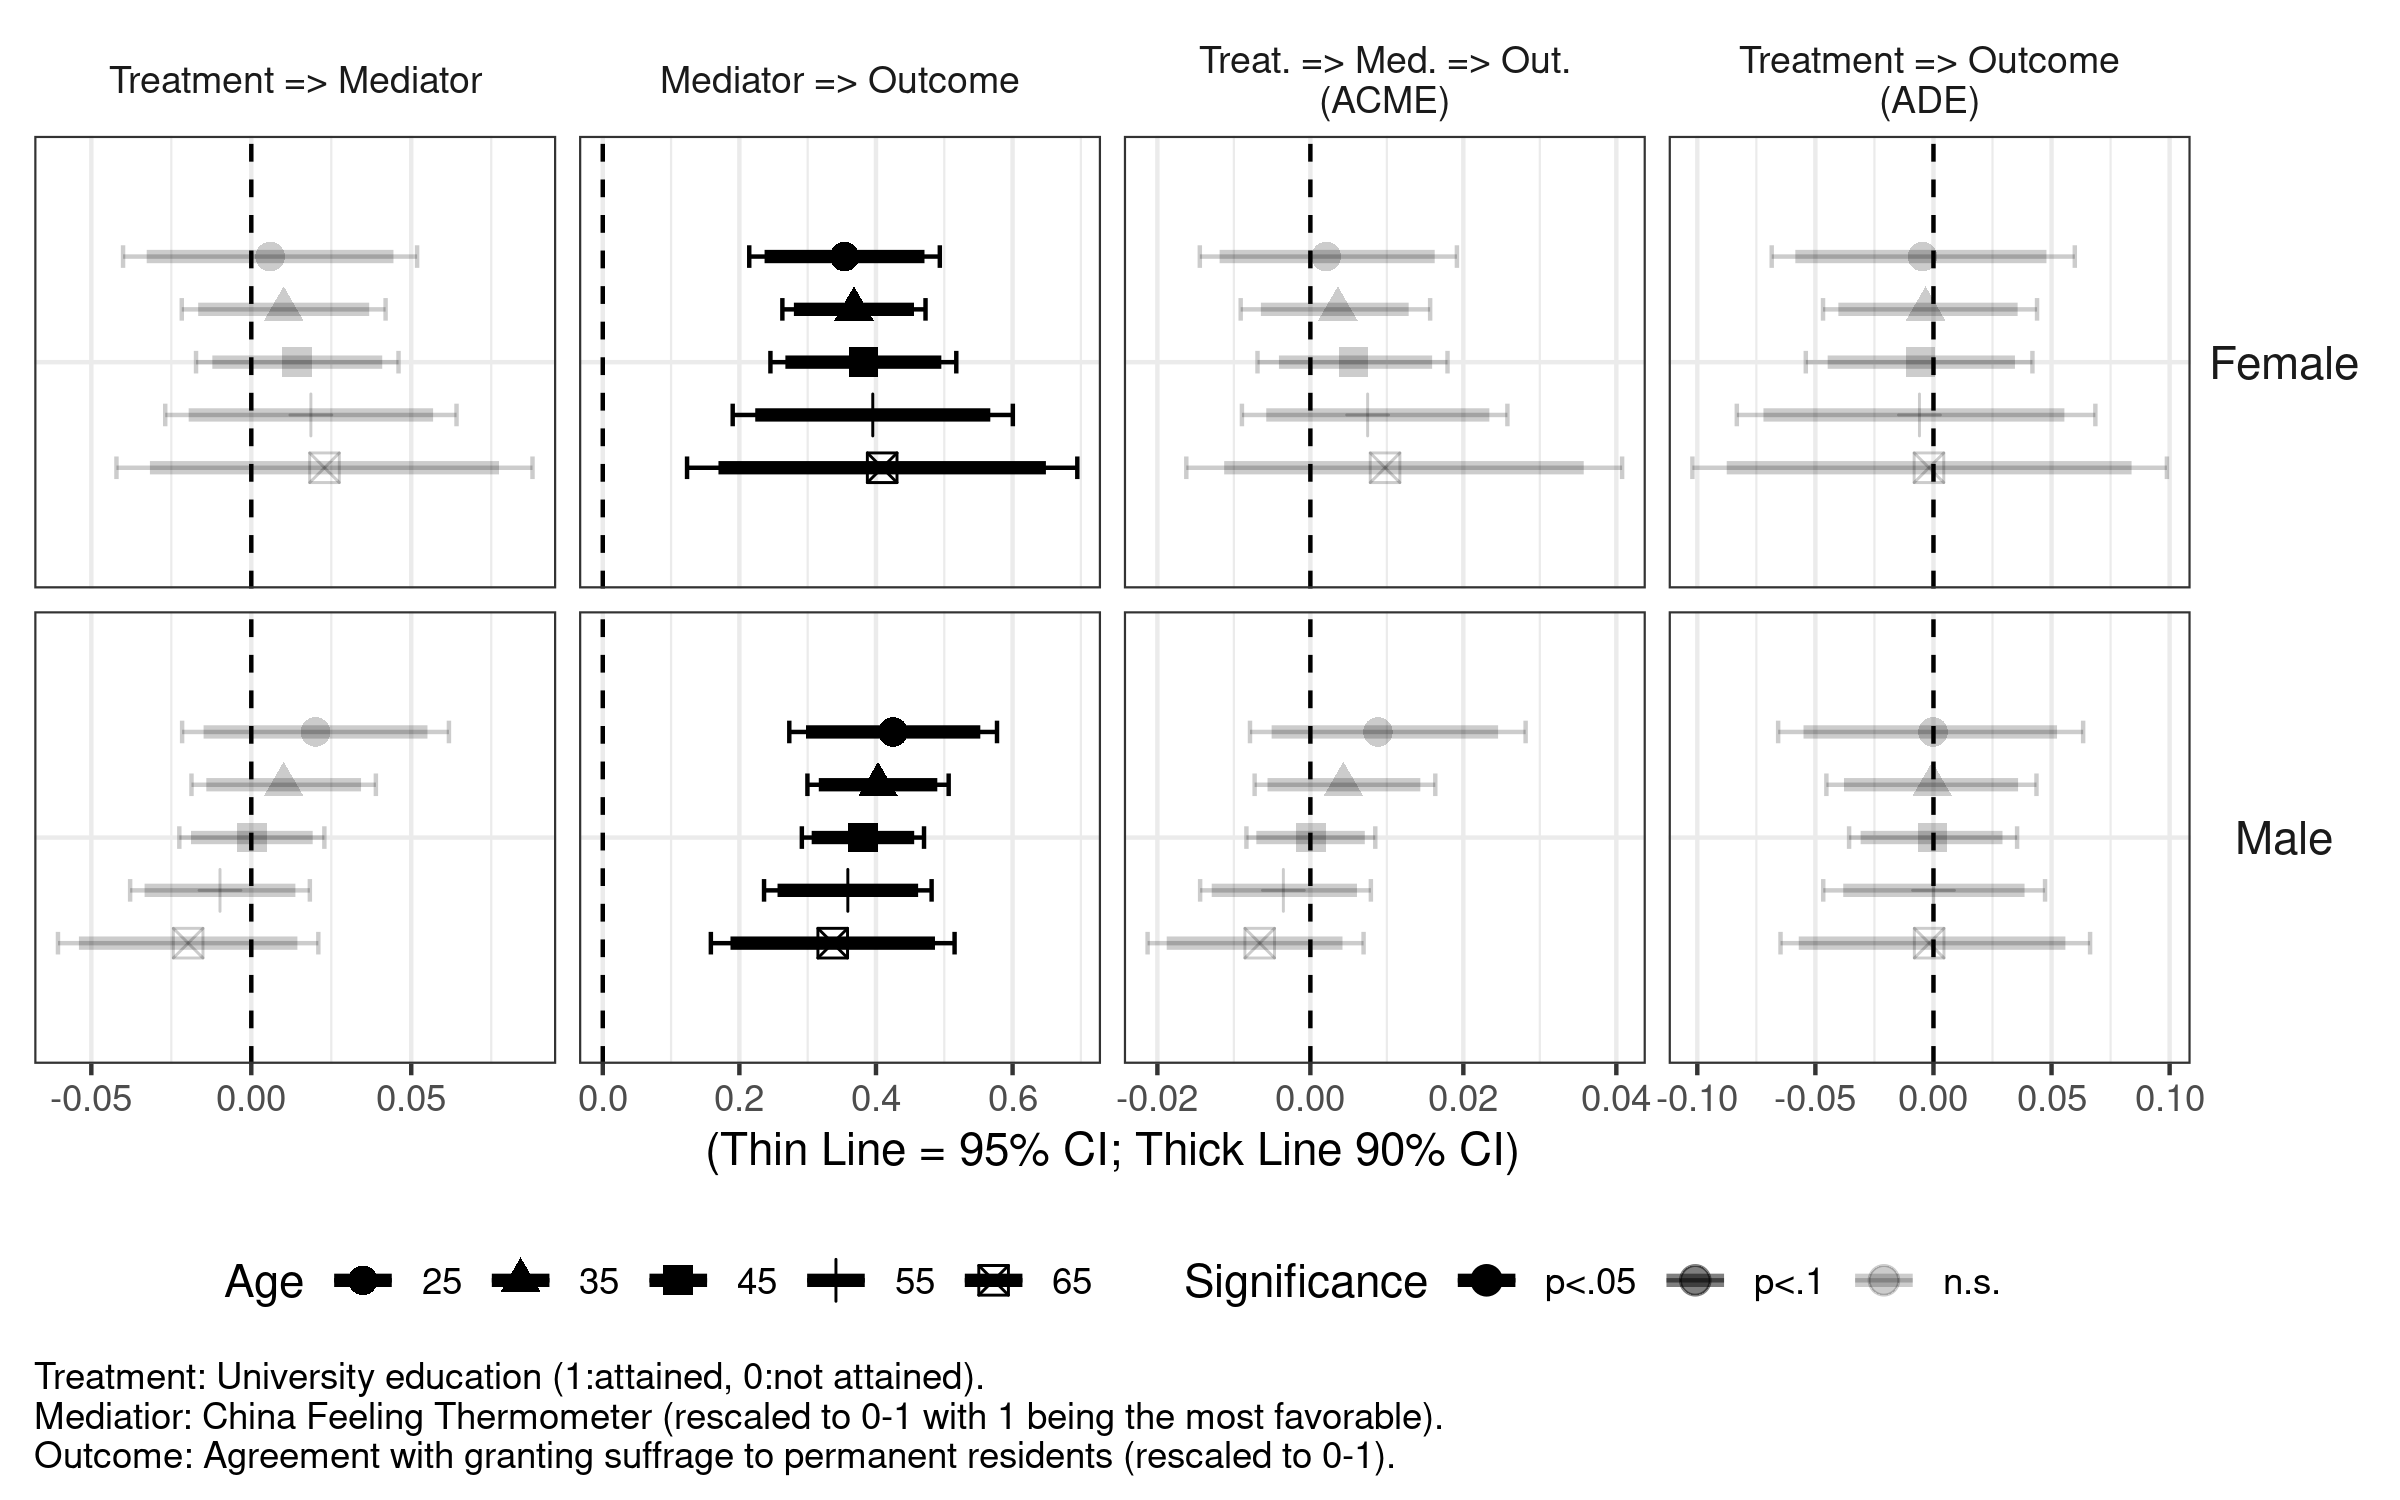 Treatment => Mediator
Mediator => Outcome
Treat. => Med. => Out.
(ACME)
Treatment => Outcome
(ADE)
Female
Male
-0.05 0.00 0.05
0.0 0.2 0.4 0.6
-0.02 0.00 0.02 0.04
-0.10 -0.05 0.00 0.05 0.10
(Thin Line = 95% CI; Thick Line 90% CI)
Age 25 35 45 55 65
Significance p<.05 p<.1 n.s.
Treatment: University education (1:attained, 0:not attained).
Mediatior: China Feeling Thermometer (rescaled to 0-1 with 1 being the most favorable).
Outcome: Agreement with granting suffrage to permanent residents (rescaled to 0-1).